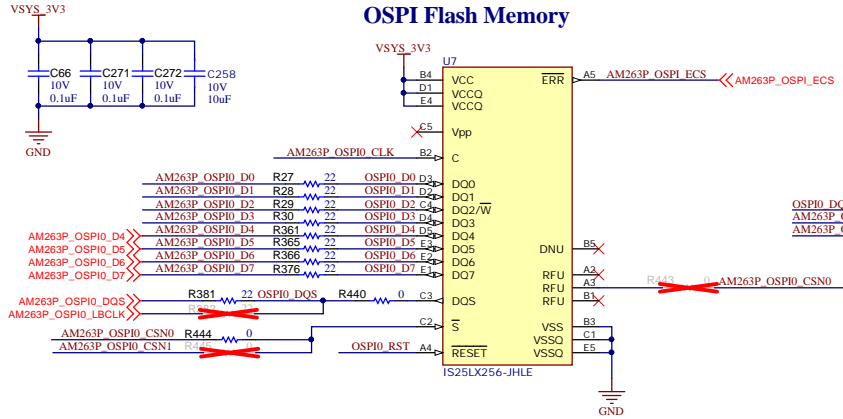 OSPI Flash Memory
VSYS_3V3
C66
10V
0.1uF
C271
10V
0.1uF
C272
10V
0.1uF
C258
10V
10uF
GND
VSYS_3V3
U7
B4 VCC
D1 VCCQ
E4 VCCQ
C5 Vpp
AM263P_OSPI0_CLK B2 C
AM263P_OSPI0_D0 R27 22 OSPI0_D0 D3 DQ0
AM263P_OSPI0_D1 R28 22 OSPI0_D1 D2 DQ1
AM263P_OSPI0_D2 R29 22 OSPI0_D2 C4 DQ2/W
AM263P_OSPI0_D3 R30 22 OSPI0_D3 D4 DQ3
AM263P_OSPI0_D4 AM263P_OSPI0_D4 R361 22 OSPI0_D4 D5 DQ4
AM263P_OSPI0_D5 AM263P_OSPI0_D5 R365 22 OSPI0_D5 E3 DQ5
AM263P_OSPI0_D6 AM263P_OSPI0_D6 R366 22 OSPI0_D6 E2 DQ6
AM263P_OSPI0_D7 AM263P_OSPI0_D7 R376 22 OSPI0_D7 E1 DQ7
AM263P_OSPI0_DQS R381 22 OSPI0_DQS R440 0 C3 DQS
AM263P_OSPI0_LBCLK
AM263P_OSPI0_CSN0 R444 0 C2 S
AM263P_OSPI0_CSN1
OSPI0_RST A4 RESET
ERR A5 AM263P_OSPI_ECS AM263P_OSPI_ECS
DNU B5
RFU A2
RFU A3 R443 0 AM263P_OSPI0_CSN0
RFU B1
VSS B3
VSSQ C1
VSSQ E5
GND
IS25LX256-JHLE